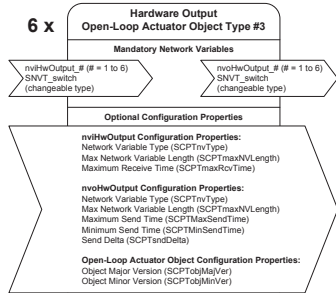 6 x
Hardware Output
Open-Loop Actuator Object Type #3
Mandatory Network Variables
nviHwOutput_# (# = 1 to 6)
SNVT_switch
(changeable type)
nvoHwOutput_# (# = 1 to 6)
SNVT_switch
(changeable type)
Optional Configuration Properties
nviHwOutput Configuration Properties:
Network Variable Type (SCPTnvType)
Max Network Variable Length (SCPTmaxNVLength)
Maximum Receive Time (SCPTmaxRcvTime)
nvoHwOutput Configuration Properties:
Network Variable Type (SCPTnvType)
Max Network Variable Length (SCPTmaxNVLength)
Maximum Send Time (SCPTMaxSendTime)
Minimum Send Time (SCPTMinSendTime)
Send Delta (SCPTsndDelta)
Open-Loop Actuator Object Configuration Properties:
Object Major Version (SCPTobjMajVer)
Object Minor Version (SCPTobjMinVer)